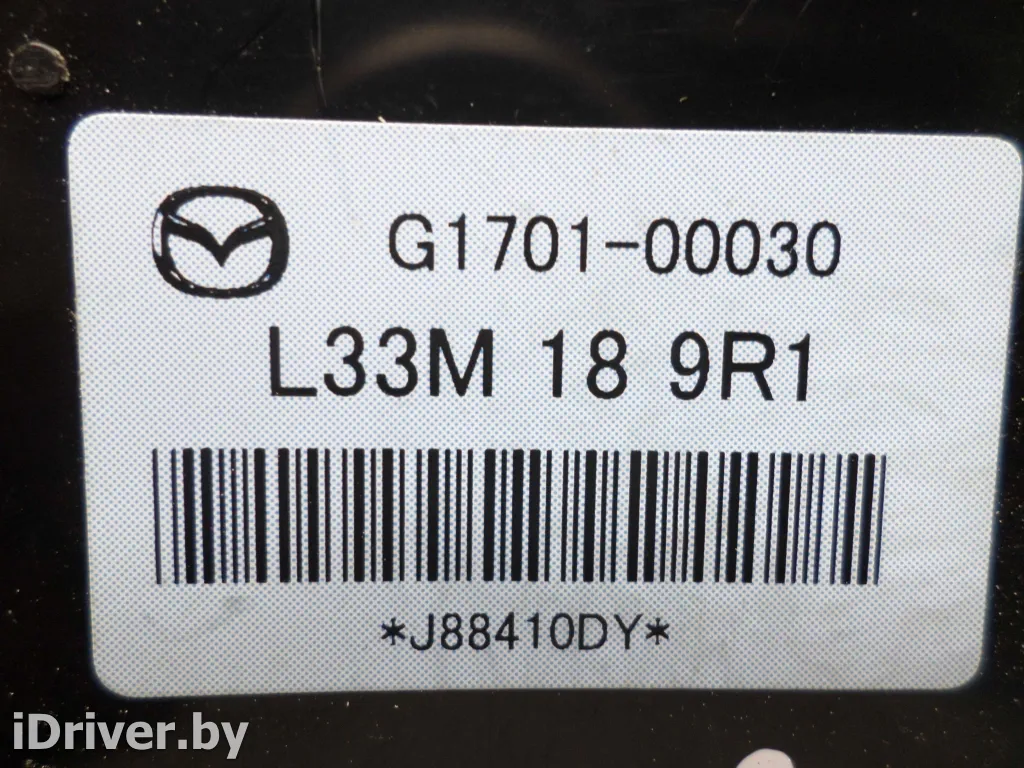 G1701-00030
L33M 18 9R1
*J88410DY*
iDriver.by